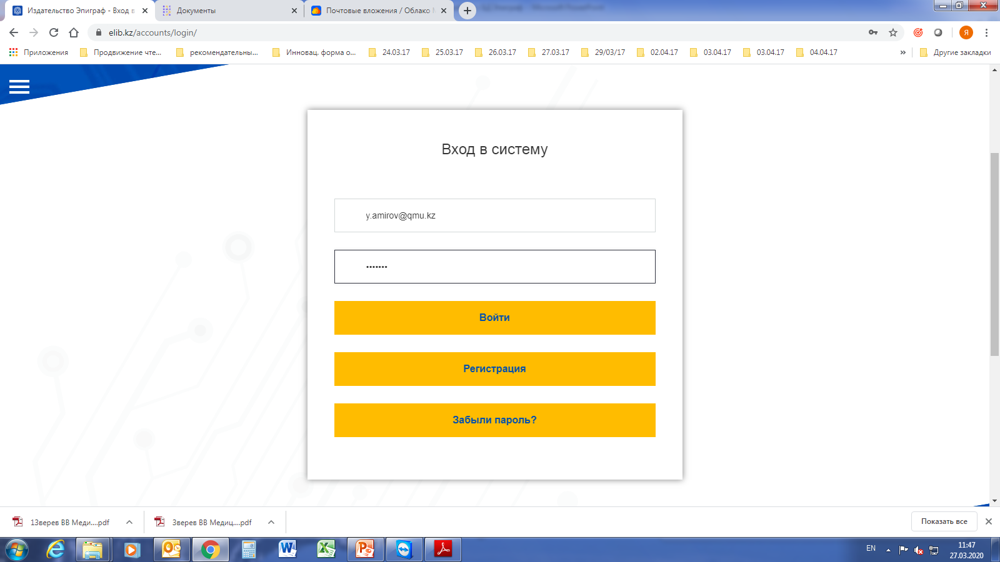 Издательство Эпиграф - Вход в
Документы
Почтовые вложения / Облако
elib.kz/accounts/login/
Я
Приложения
Продвижение чте...
рекомендательны...
Инновац. форма о...
24.03.17
25.03.17
26.03.17
27.03.17
29/03/17
02.04.17
03.04.17
03.04.17
04.04.17
»
Другие закладки
Вход в систему
y.amirov@qmu.kz
•••••••
Войти
Регистрация
Забыли пароль?
1Зверев ВВ Меди....pdf
Зверев ВВ Медиц....pdf
Показать все
EN
11:47
27.03.2020